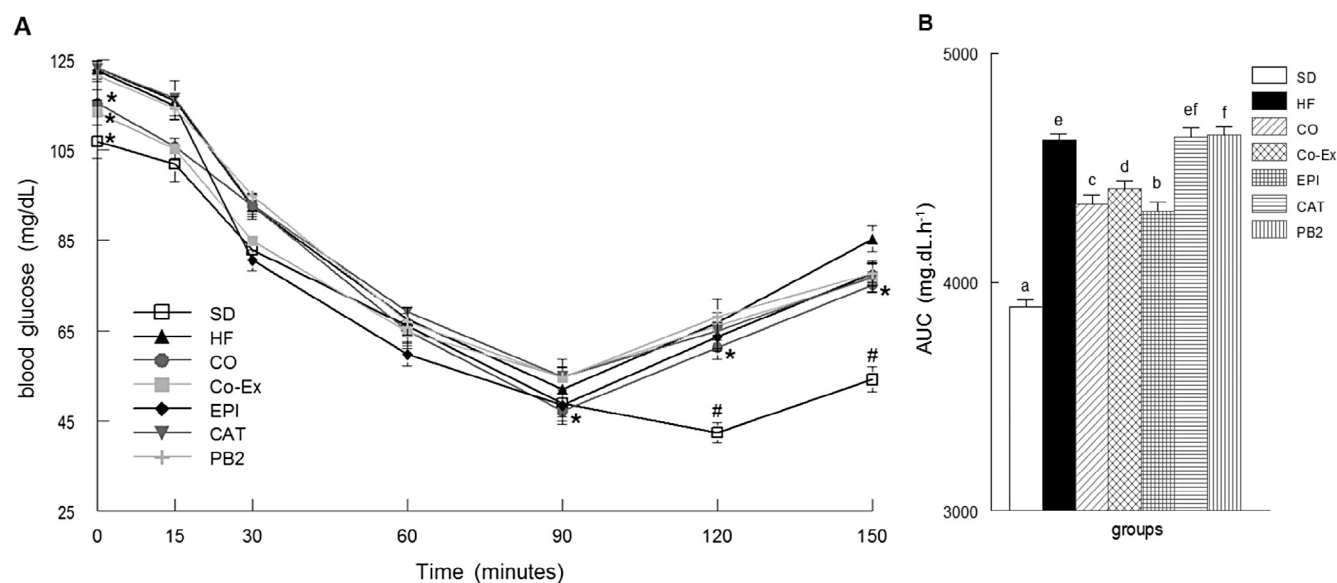 A
125
105
85
65
45
25
blood glucose (mg/dL)
* * *
* * *
# #
SD
HF
CO
Co-Ex
EPI
CAT
PB2
0 15 30 60 90 120 150
Time (minutes)
B
5000
4000
3000
AUC (mg.dL.h⁻¹)
a e c d b ef f
groups
SD
HF
CO
Co-Ex
EPI
CAT
PB2